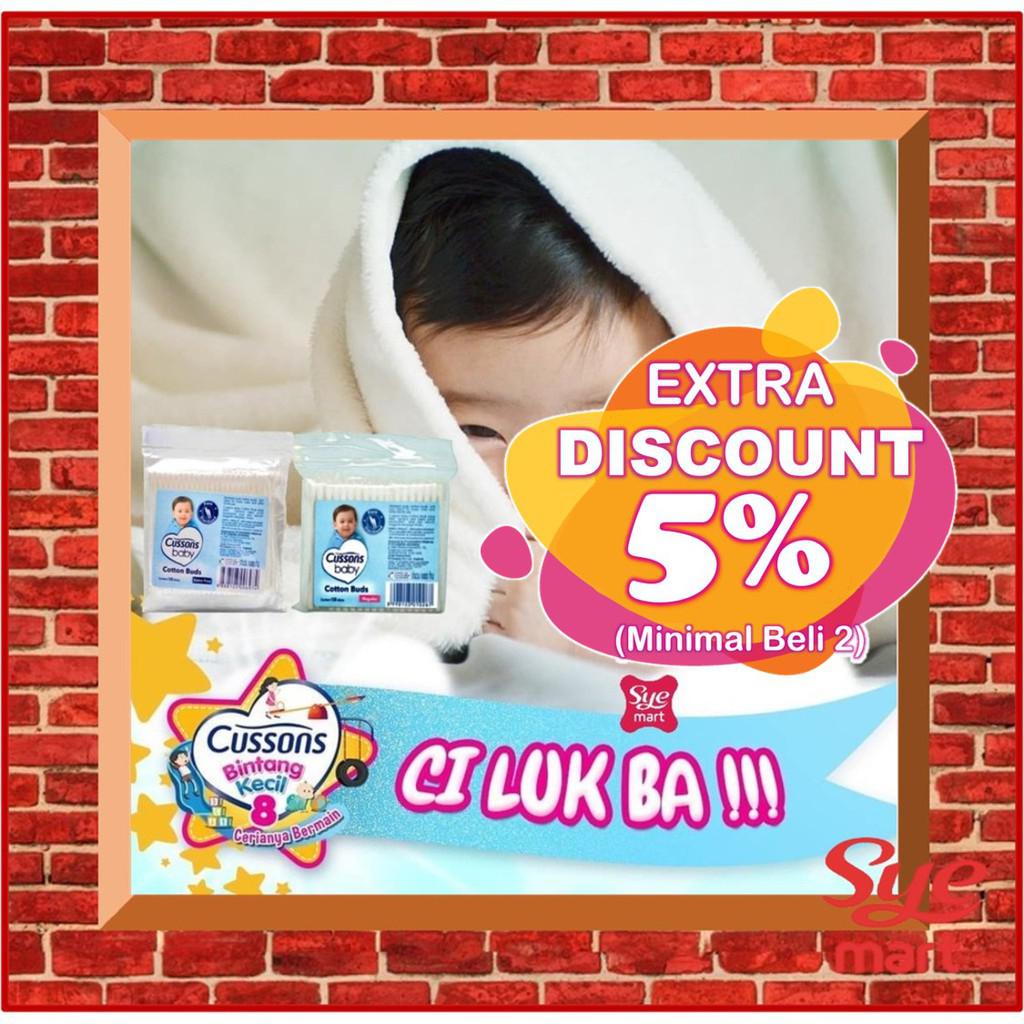 EXTRA
DISCOUNT
5%
(Minimal Beli 2)
Cussons
baby
Cotton Buds
Cussons
baby
Cotton Buds
Regular
Sye
mart
Cussons
Bintang
Kecil
8
Cerianya Bermain
CI LUK BA !!!
Sye
mart